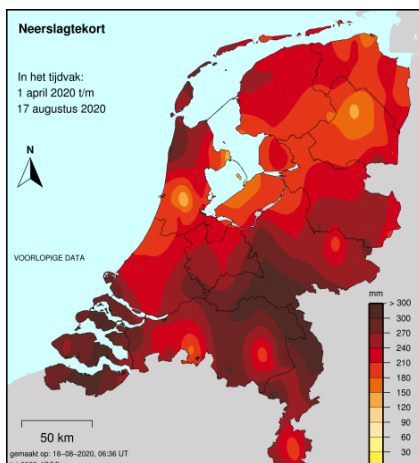 Neerslagtekort
In het tijdvak:
1 april 2020 t/m
17 augustus 2020
N
VOORLOPIGE DATA
mm
> 300
300
270
240
210
180
150
120
90
60
30
50 km
gemaakt op: 18-08-2020, 06:36 UT